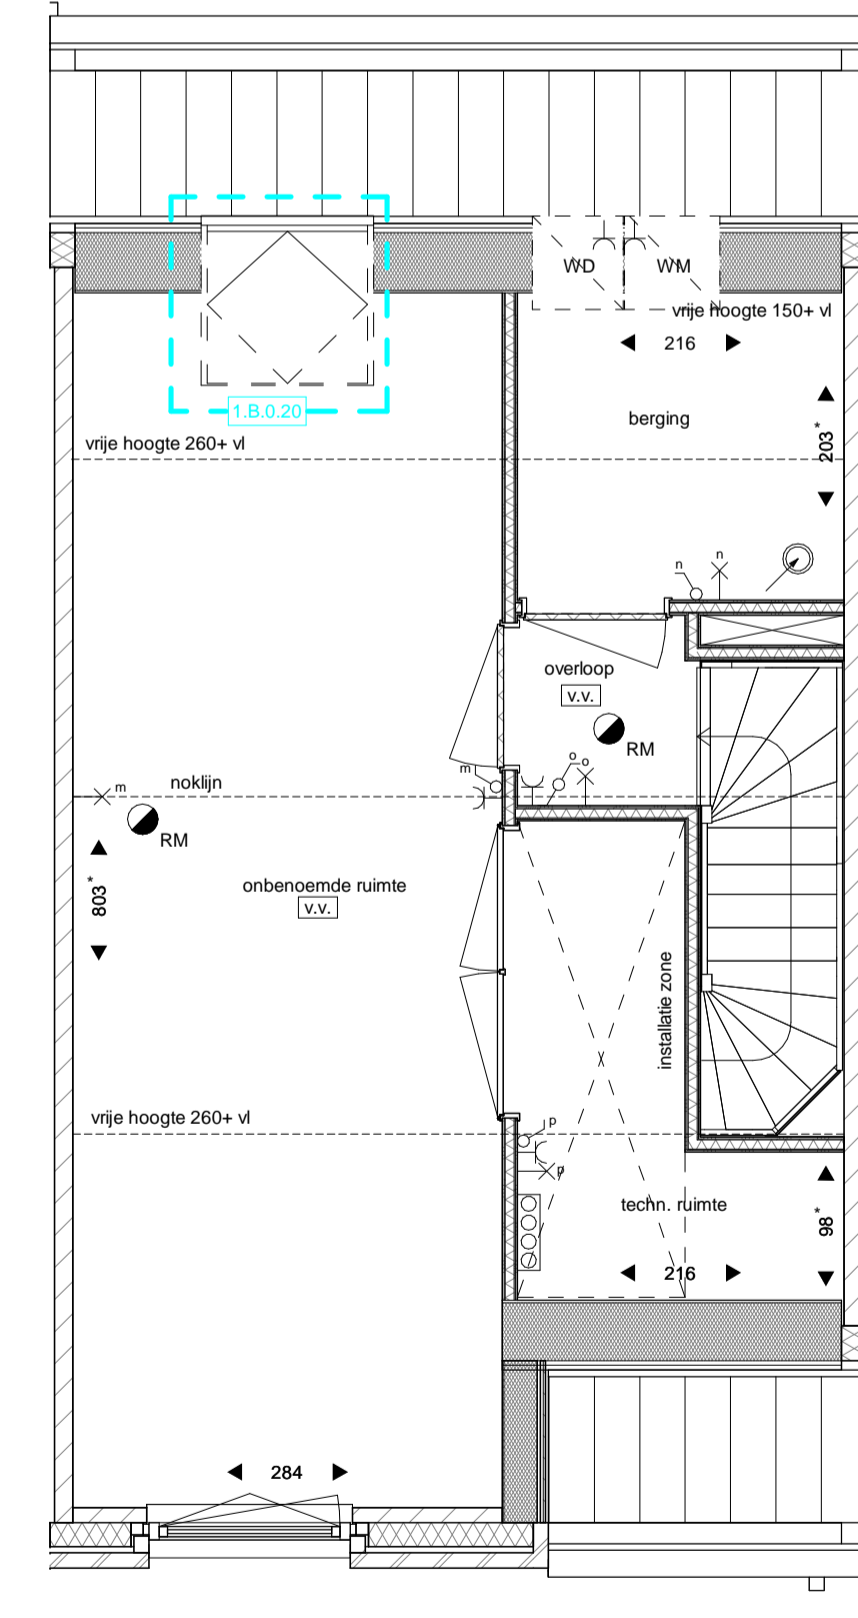 WD
WM
vrije hoogte 150+ vl
216
1.B.0.20
berging
203*
vrije hoogte 260+ vl
n
n
overloop
v.v.
RM
o
o
m
noklijn
m
RM
803*
onbenoemde ruimte
v.v.
installatie zone
vrije hoogte 260+ vl
p
p
techn. ruimte
98*
216
284